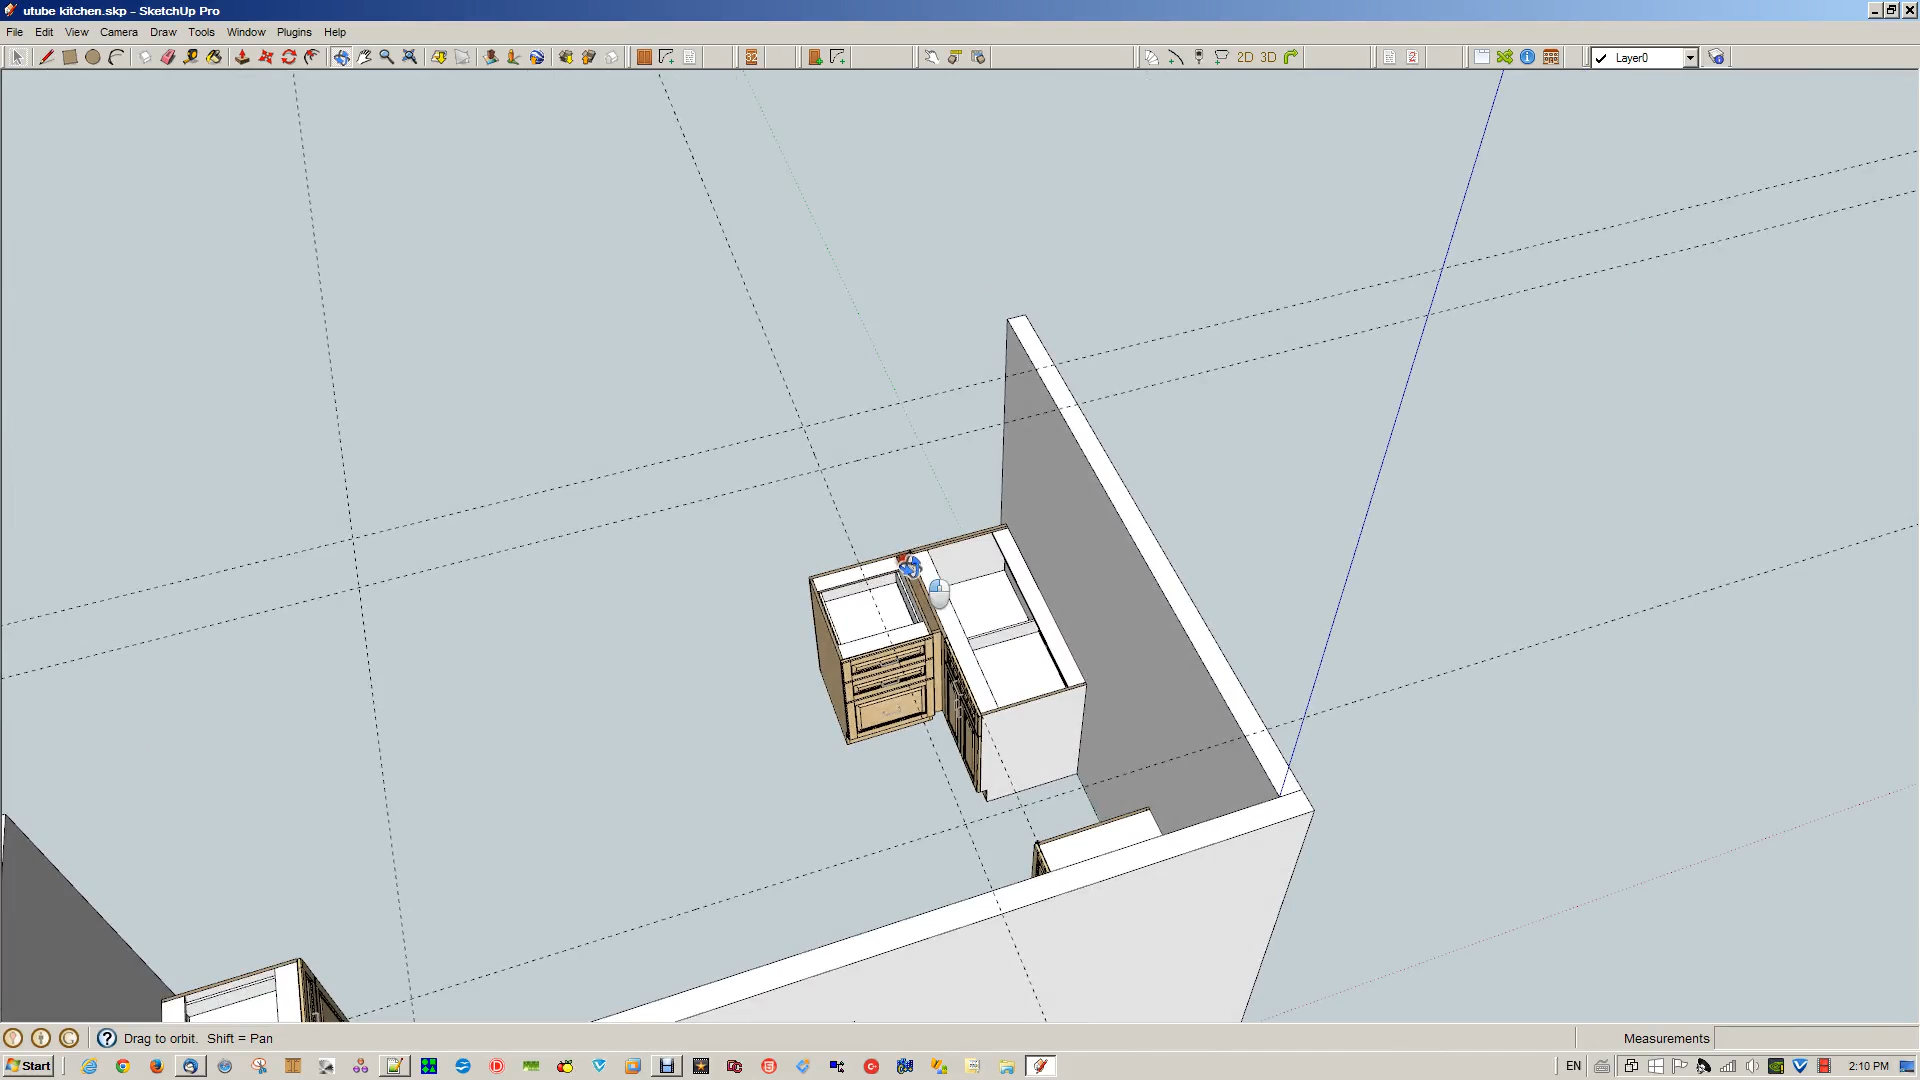 utube kitchen.skp - SketchUp Pro
File Edit View Camera Draw Tools Window Plugins Help
32 2D 3D Layer0
Drag to orbit. Shift = Pan
Measurements
Start EN 2:10 PM